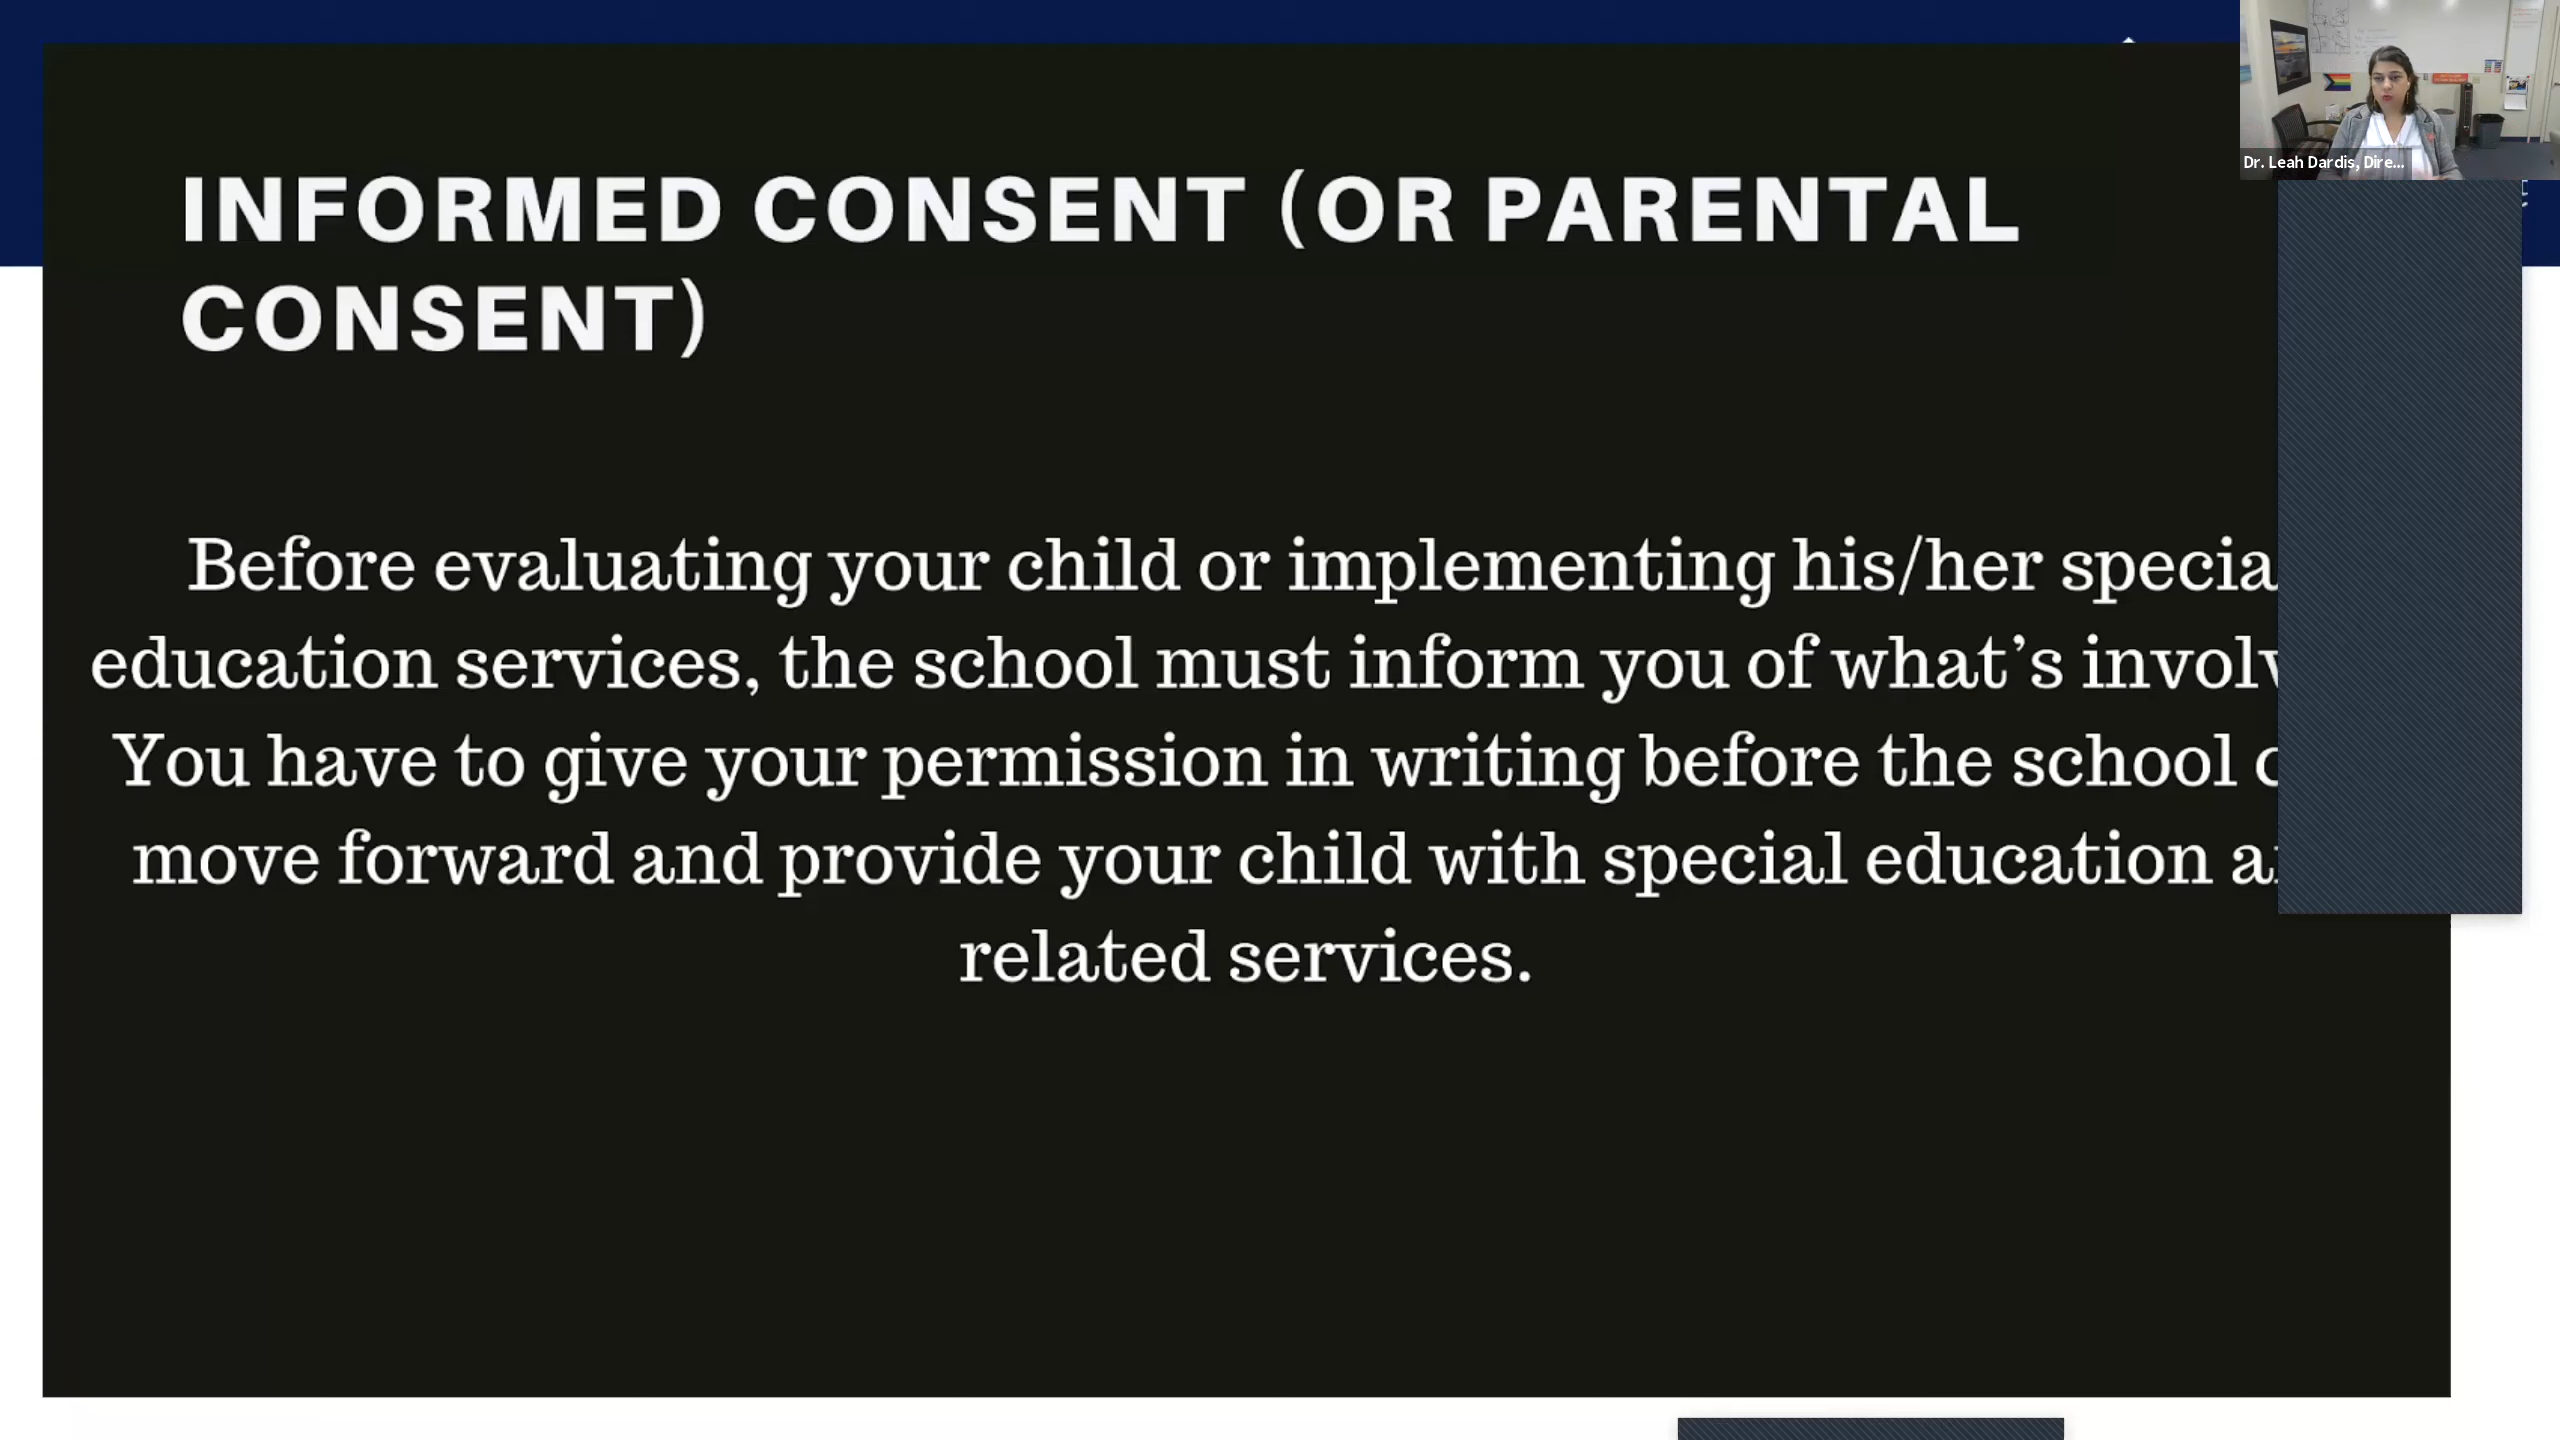 INFORMED CONSENT (OR PARENTAL
CONSENT)
Before evaluating your child or implementing his/her specia
education services, the school must inform you of what's involv
You have to give your permission in writing before the school
move forward and provide your child with special education a
related services.
Dr. Leah Dardis, Dire...